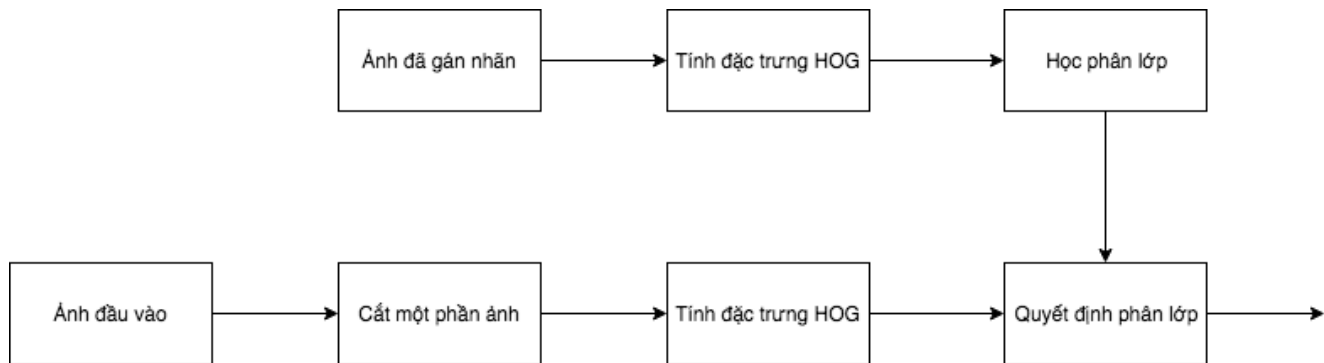 Ảnh đã gán nhãn
Tính đặc trưng HOG
Học phân lớp
Ảnh đầu vào
Cắt một phần ảnh
Tính đặc trưng HOG
Quyết định phân lớp